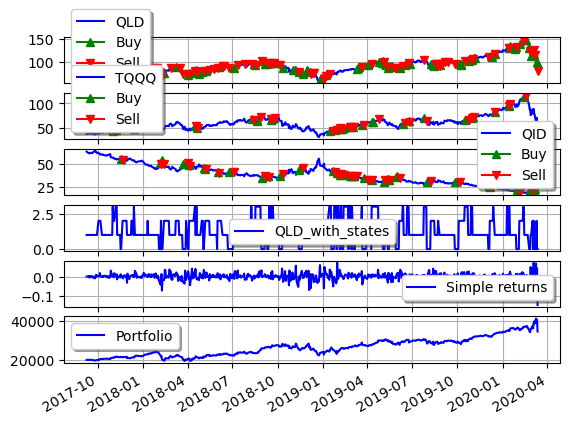 QLD
Buy
Sell
150
100
TQQQ
Buy
Sell
100
50
QID
Buy
Sell
50
25
QLD_with_states
2.5
0.0
Simple returns
0.0
−0.1
Portfolio
40000
20000
2017-10
2018-01
2018-04
2018-07
2018-10
2019-01
2019-04
2019-07
2019-10
2020-01
2020-04